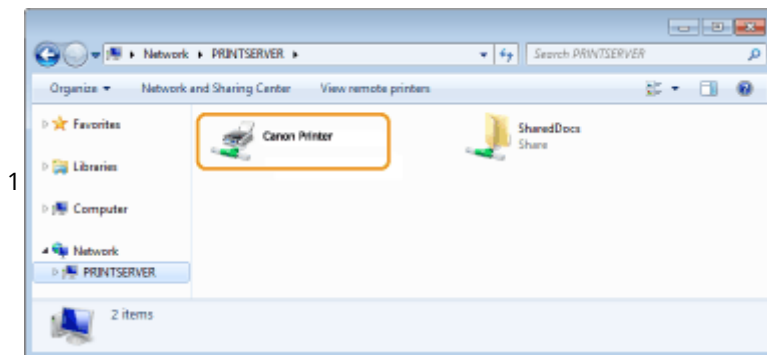 Network ▸ PRINTSERVER ▸
Search PRINTSERVER
Organize
Network and Sharing Center
View remote printers
Favorites
Libraries
Computer
Network
PRINTSERVER
Canon Printer
SharedDocs
Share
1
2 items